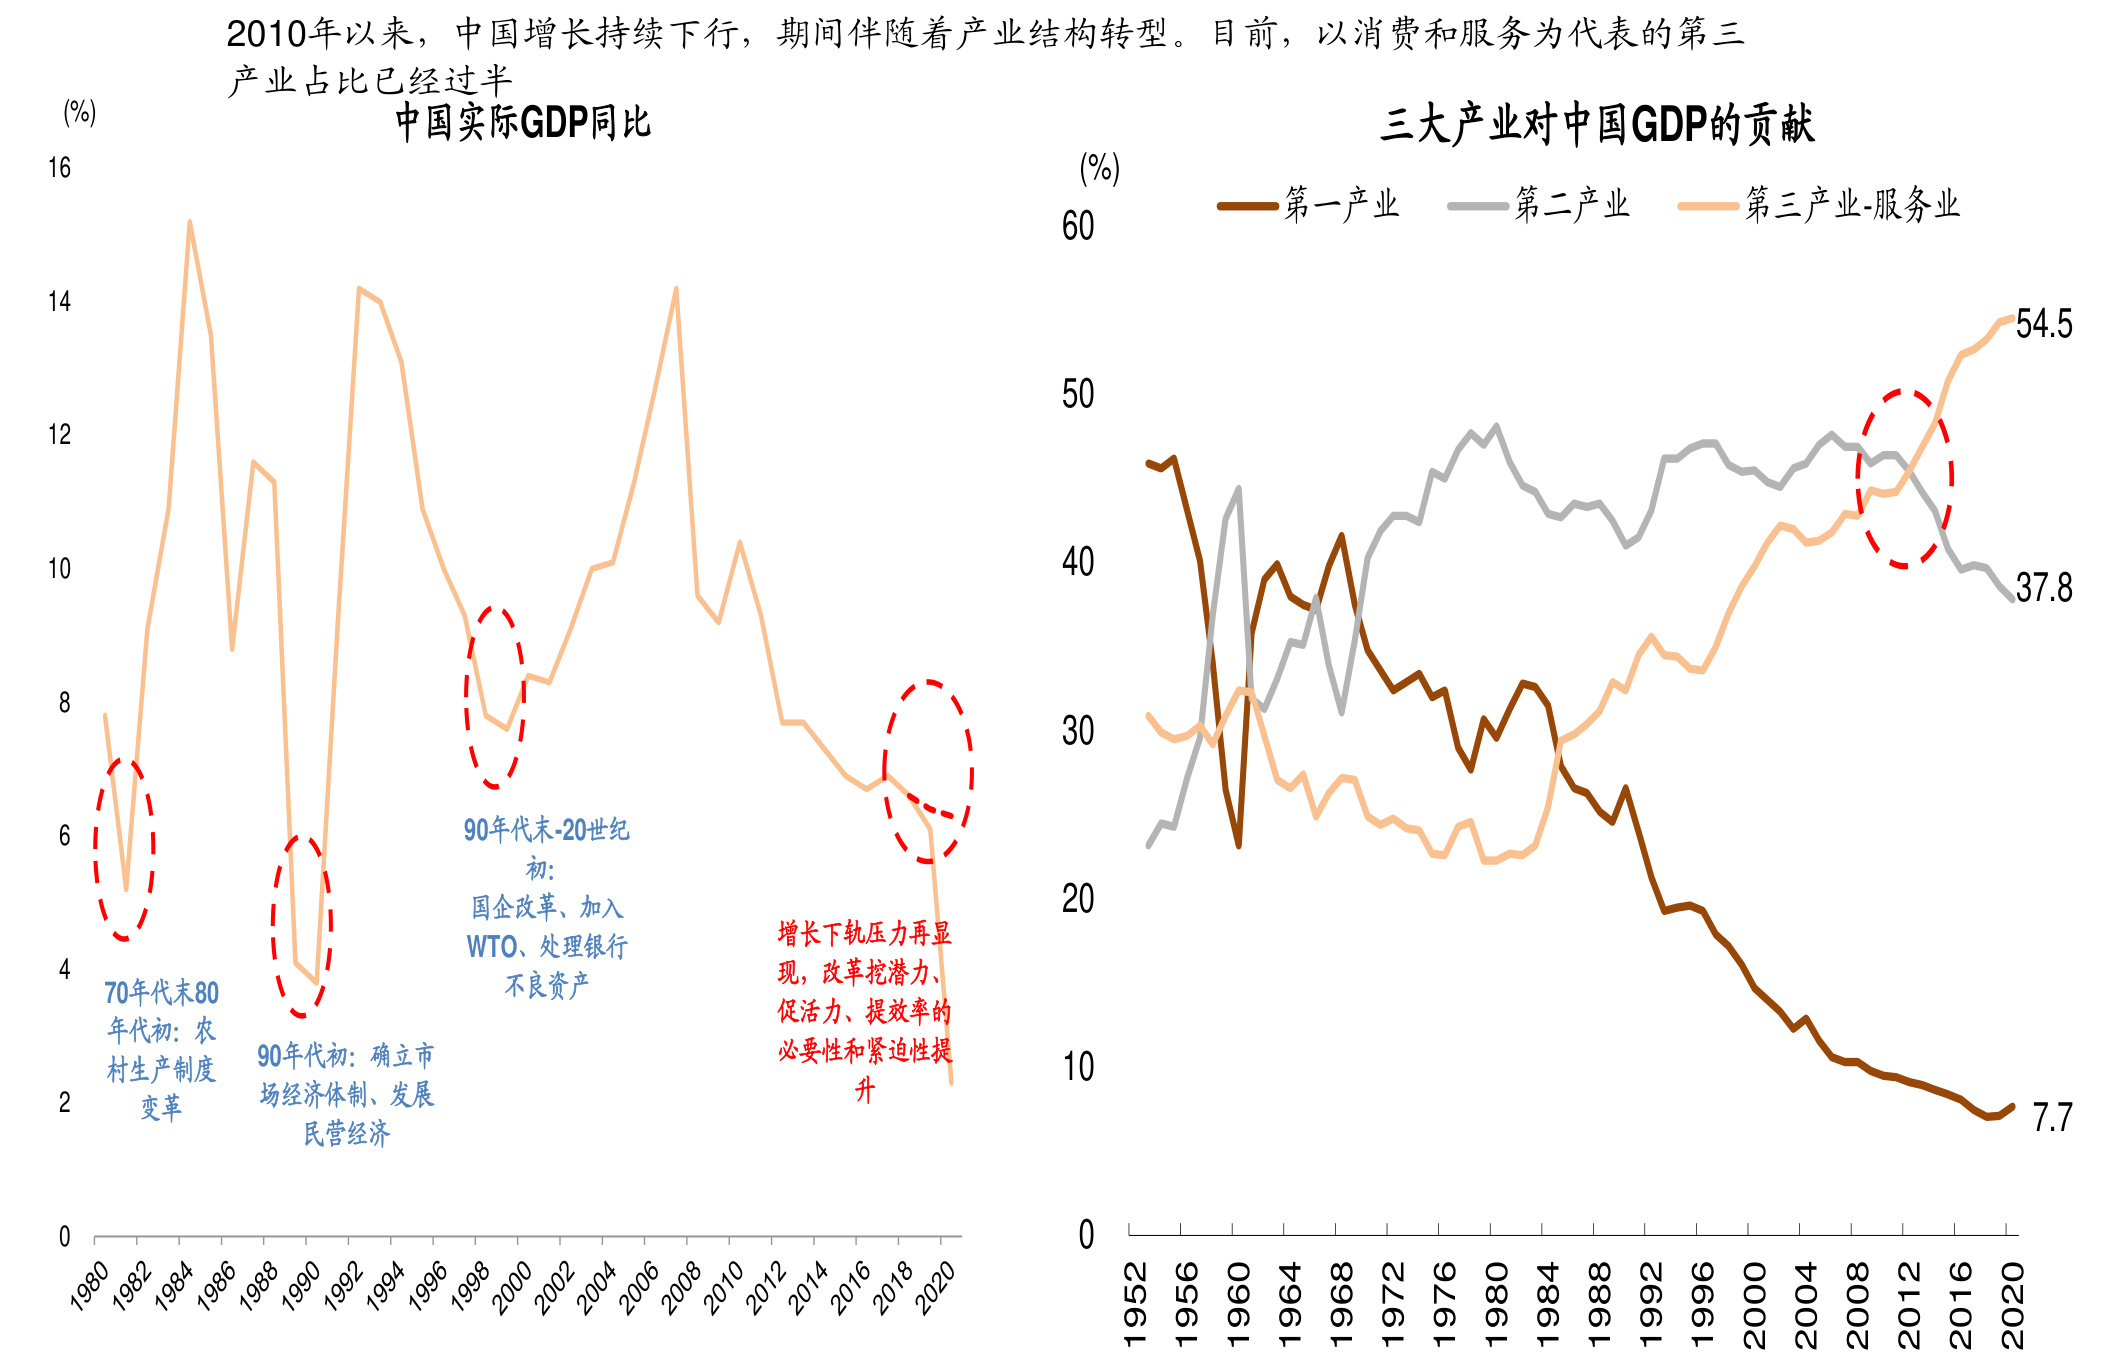 2010年以来，中国增长持续下行，期间伴随着产业结构转型。目前，以消费和服务为代表的第三
产业占比已经过半
(%)
中国实际GDP同比
16
14
12
10
8
6
4
2
0
1980
1982
1984
1986
1988
1990
1992
1994
1996
1998
2000
2002
2004
2006
2008
2010
2012
2014
2016
2018
2020
70年代末80
年代初：农
村生产制度
变革
90年代初：确立市
场经济体制、发展
民营经济
90年代末-20世纪
初：
国企改革、加入
WTO、处理银行
不良资产
增长下轨压力再显
现，改革挖潜力、
促活力、提效率的
必要性和紧迫性提
升
三大产业对中国GDP的贡献
(%)
第一产业
第二产业
第三产业-服务业
60
50
40
30
20
10
0
54.5
37.8
7.7
1952
1956
1960
1964
1968
1972
1976
1980
1984
1988
1992
1996
2000
2004
2008
2012
2016
2020